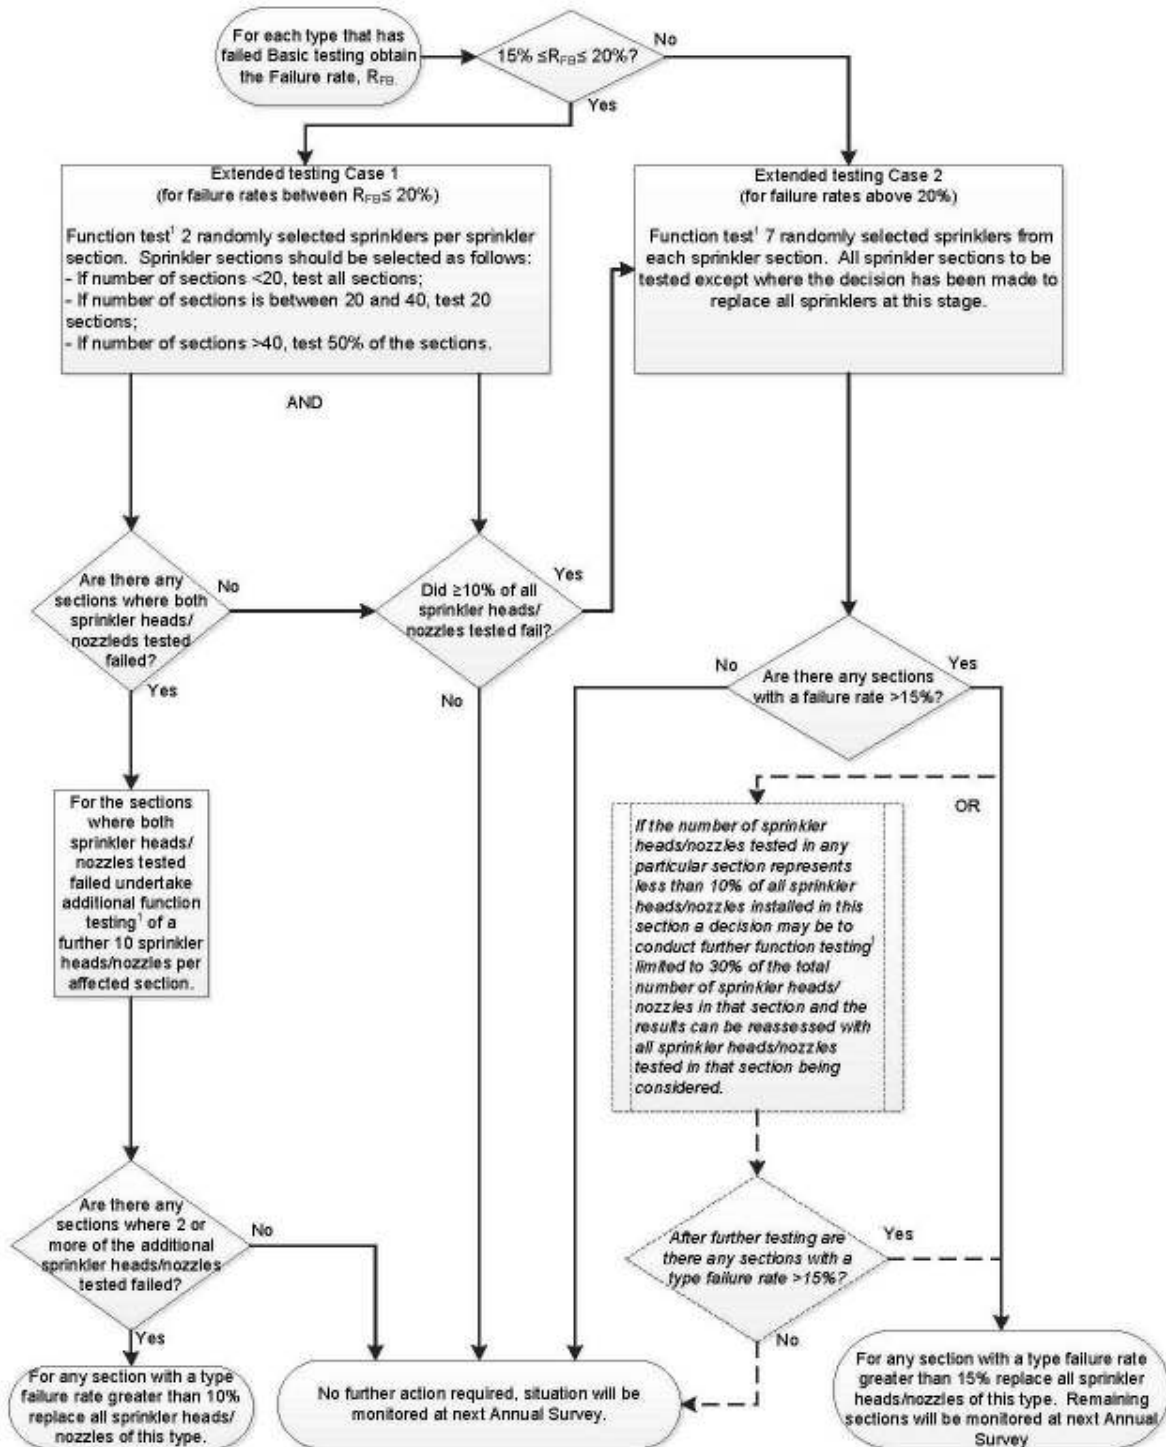 For each type that has
failed Basic testing obtain
the Failure rate, RFB.
15% ≤RFB≤ 20%?
No
Yes
Extended testing Case 1
(for failure rates between RFB≤ 20%)
Function test¹ 2 randomly selected sprinklers per sprinkler
section. Sprinkler sections should be selected as follows:
- If number of sections <20, test all sections;
- If number of sections is between 20 and 40, test 20
sections;
- If number of sections >40, test 50% of the sections.
Extended testing Case 2
(for failure rates above 20%)
Function test¹ 7 randomly selected sprinklers from
each sprinkler section. All sprinkler sections to be
tested except where the decision has been made to
replace all sprinklers at this stage.
AND
Are there any
sections where both
sprinkler heads/
nozzleds tested
failed?
No
Yes
Did ≥10% of all
sprinkler heads/
nozzles tested fail?
Yes
No
Are there any sections
with a failure rate >15%?
No
Yes
For the sections
where both
sprinkler heads/
nozzles tested
failed undertake
additional function
testing¹ of a
further 10 sprinkler
heads/nozzles per
affected section.
OR
If the number of sprinkler
heads/nozzles tested in any
particular section represents
less than 10% of all sprinkler
heads/nozzles installed in this
section a decision may be to
conduct further function testing¹
limited to 30% of the total
number of sprinkler heads/
nozzles in that section and the
results can be reassessed with
all sprinkler heads/nozzles
tested in that section being
considered.
Are there any
sections where 2 or
more of the additional
sprinkler heads/nozzles
tested failed?
No
Yes
After further testing are
there any sections with a
type failure rate >15%?
Yes
No
For any section with a type
failure rate greater than 10%
replace all sprinkler heads/
nozzles of this type.
No further action required, situation will be
monitored at next Annual Survey.
For any section with a type failure rate
greater than 15% replace all sprinkler
heads/nozzles of this type. Remaining
sections will be monitored at next Annual
Survey